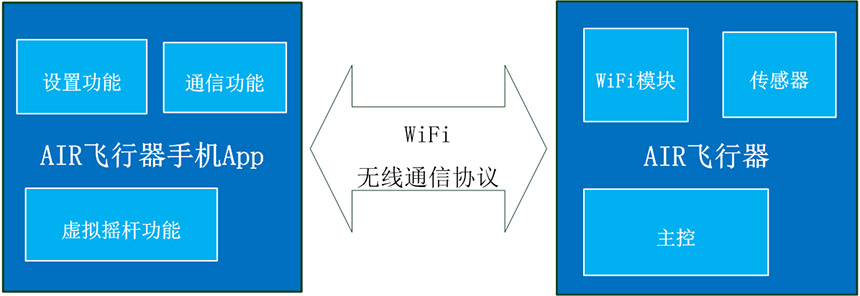 设置功能
通信功能
AIR飞行器手机App
虚拟摇杆功能
WiFi
无线通信协议
WiFi模块
传感器
AIR飞行器
主控